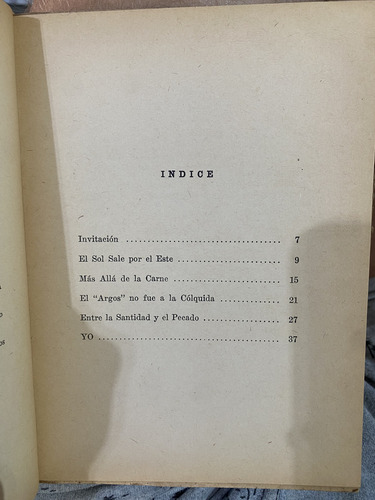 INDICE
Invitación ................................... 7
El Sol Sale por el Este ....................... 9
Más Allá de la Carne ......................... 15
El "Argos" no fue a la Cólquida ............... 21
Entre la Santidad y el Pecado ................. 27
YO ........................................... 37